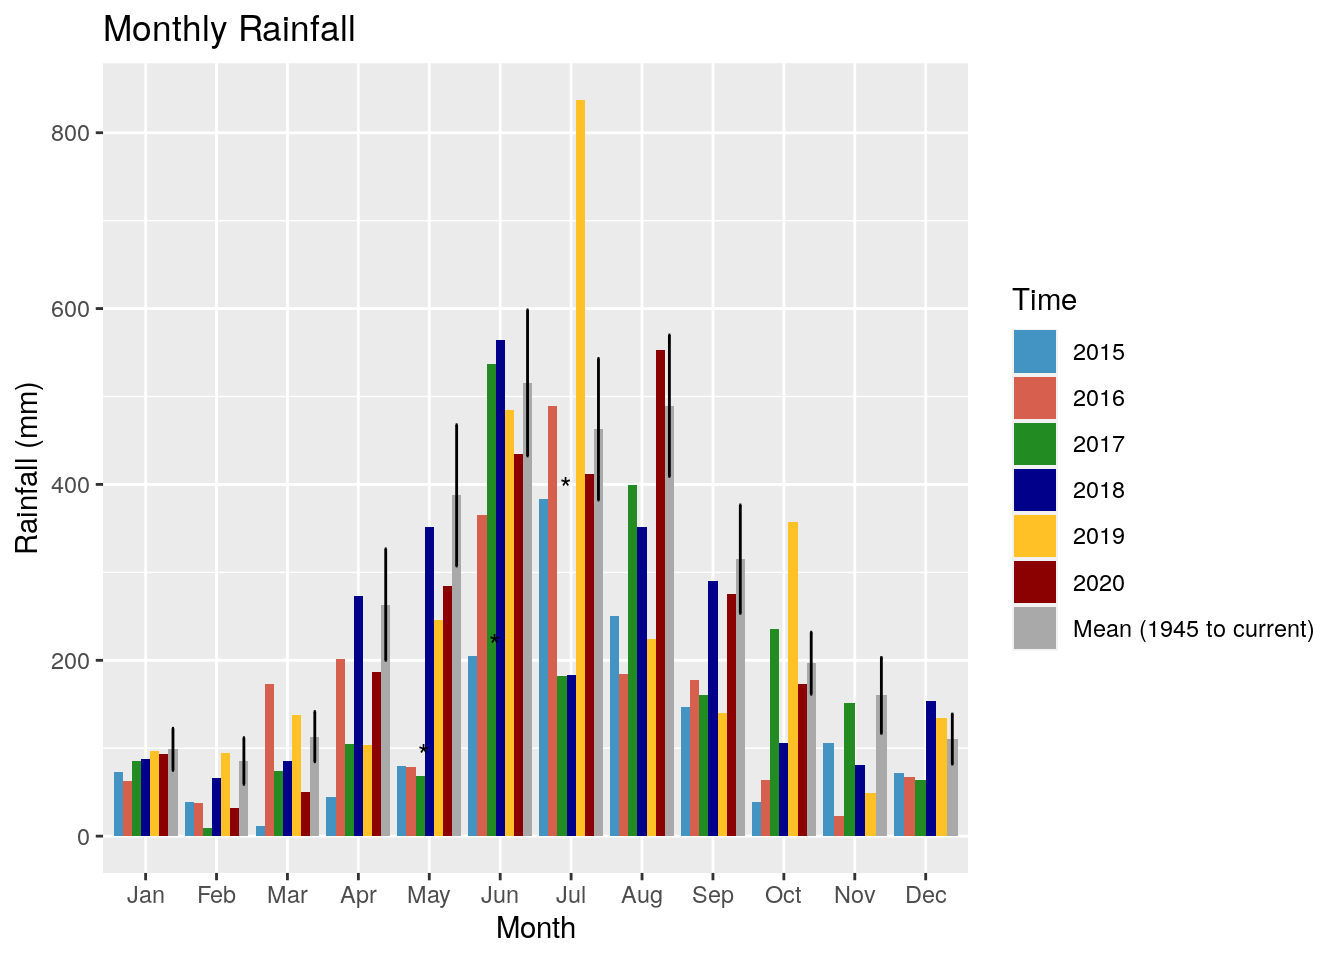 Monthly Rainfall
Rainfall (mm)
800
600
400
200
0
*
*
*
Jan Feb Mar Apr May Jun Jul Aug Sep Oct Nov Dec
Month
Time
2015
2016
2017
2018
2019
2020
Mean (1945 to current)